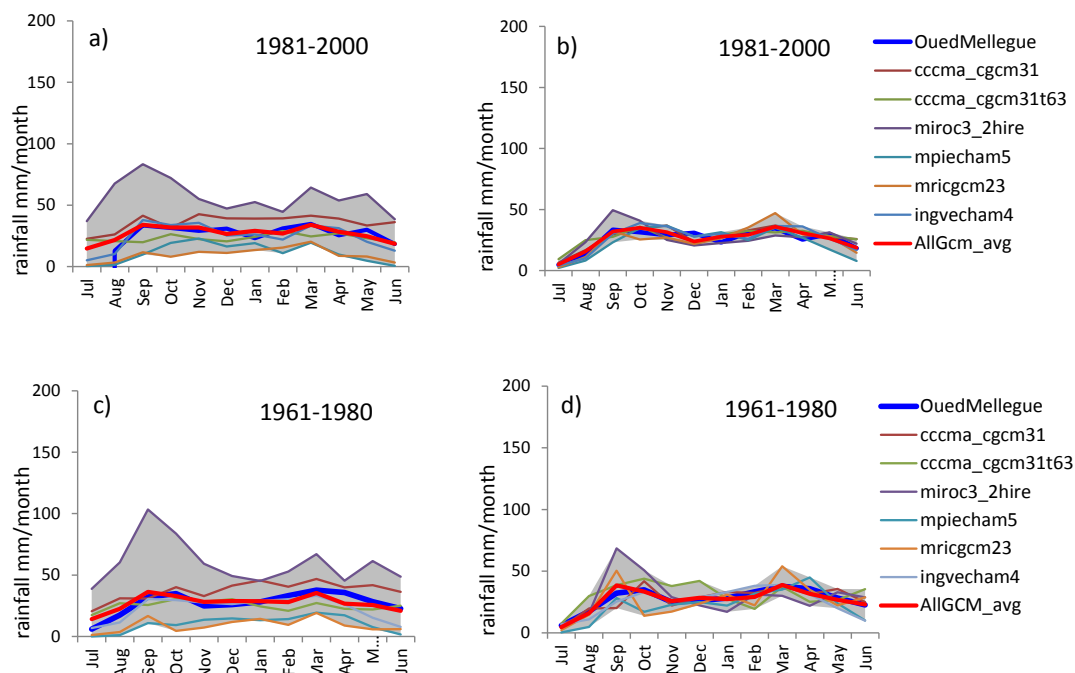 a)
1981-2000
rainfall mm/month
200
150
100
50
0
Jul
Aug
Sep
Oct
Nov
Dec
Jan
Feb
Mar
Apr
May
Jun
b)
1981-2000
200
150
100
50
0
Jul
Aug
Sep
Oct
Nov
Dec
Jan
Feb
Mar
Apr
M...
Jun
OuedMellegue
cccma_cgcm31
cccma_cgcm31t63
miroc3_2hire
mpiecham5
mricgcm23
ingvecham4
AllGcm_avg
c)
1961-1980
rainfall mm/month
200
150
100
50
0
Jul
Aug
Sep
Oct
Nov
Dec
Jan
Feb
Mar
Apr
M...
Jun
d)
1961-1980
rainfall mm/month
200
150
100
50
0
Jul
Aug
Sep
Oct
Nov
Dec
Jan
Feb
Mar
Apr
May
Jun
OuedMellegue
cccma_cgcm31
cccma_cgcm31t63
miroc3_2hire
mpiecham5
mricgcm23
ingvecham4
AllGCM_avg